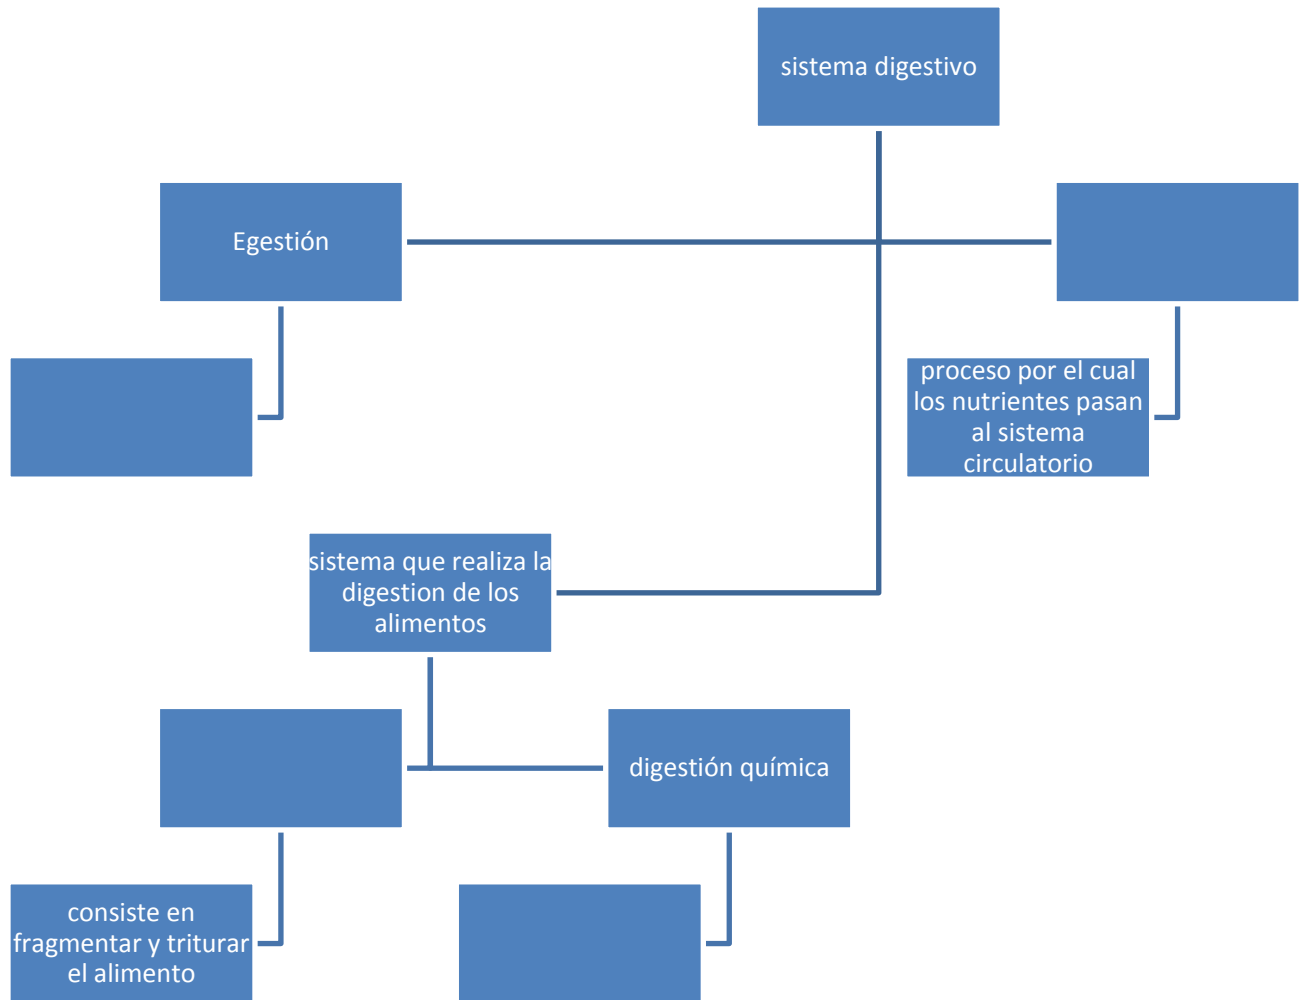 sistema digestivo
Egestión
proceso por el cual
los nutrientes pasan
al sistema
circulatorio
sistema que realiza la
digestion de los
alimentos
digestión química
consiste en
fragmentar y triturar
el alimento